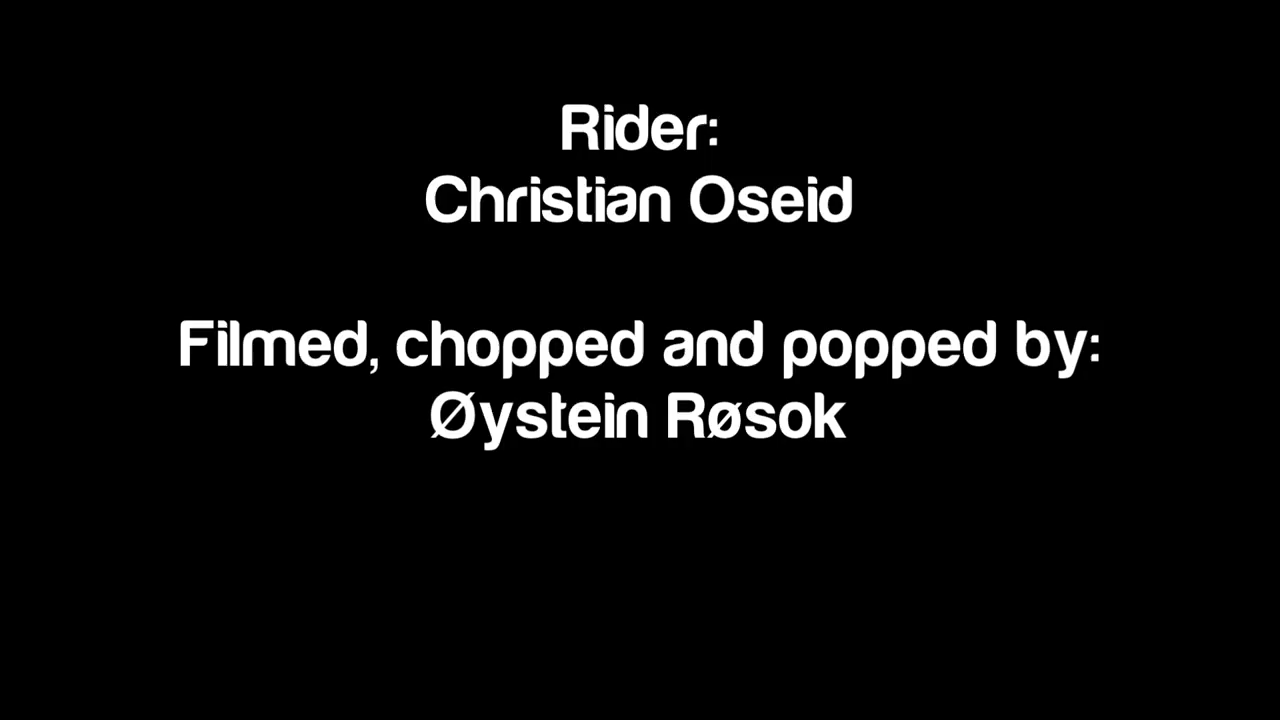 Rider:
Christian Oseid
Filmed, chopped and popped by:
Øystein Røsok